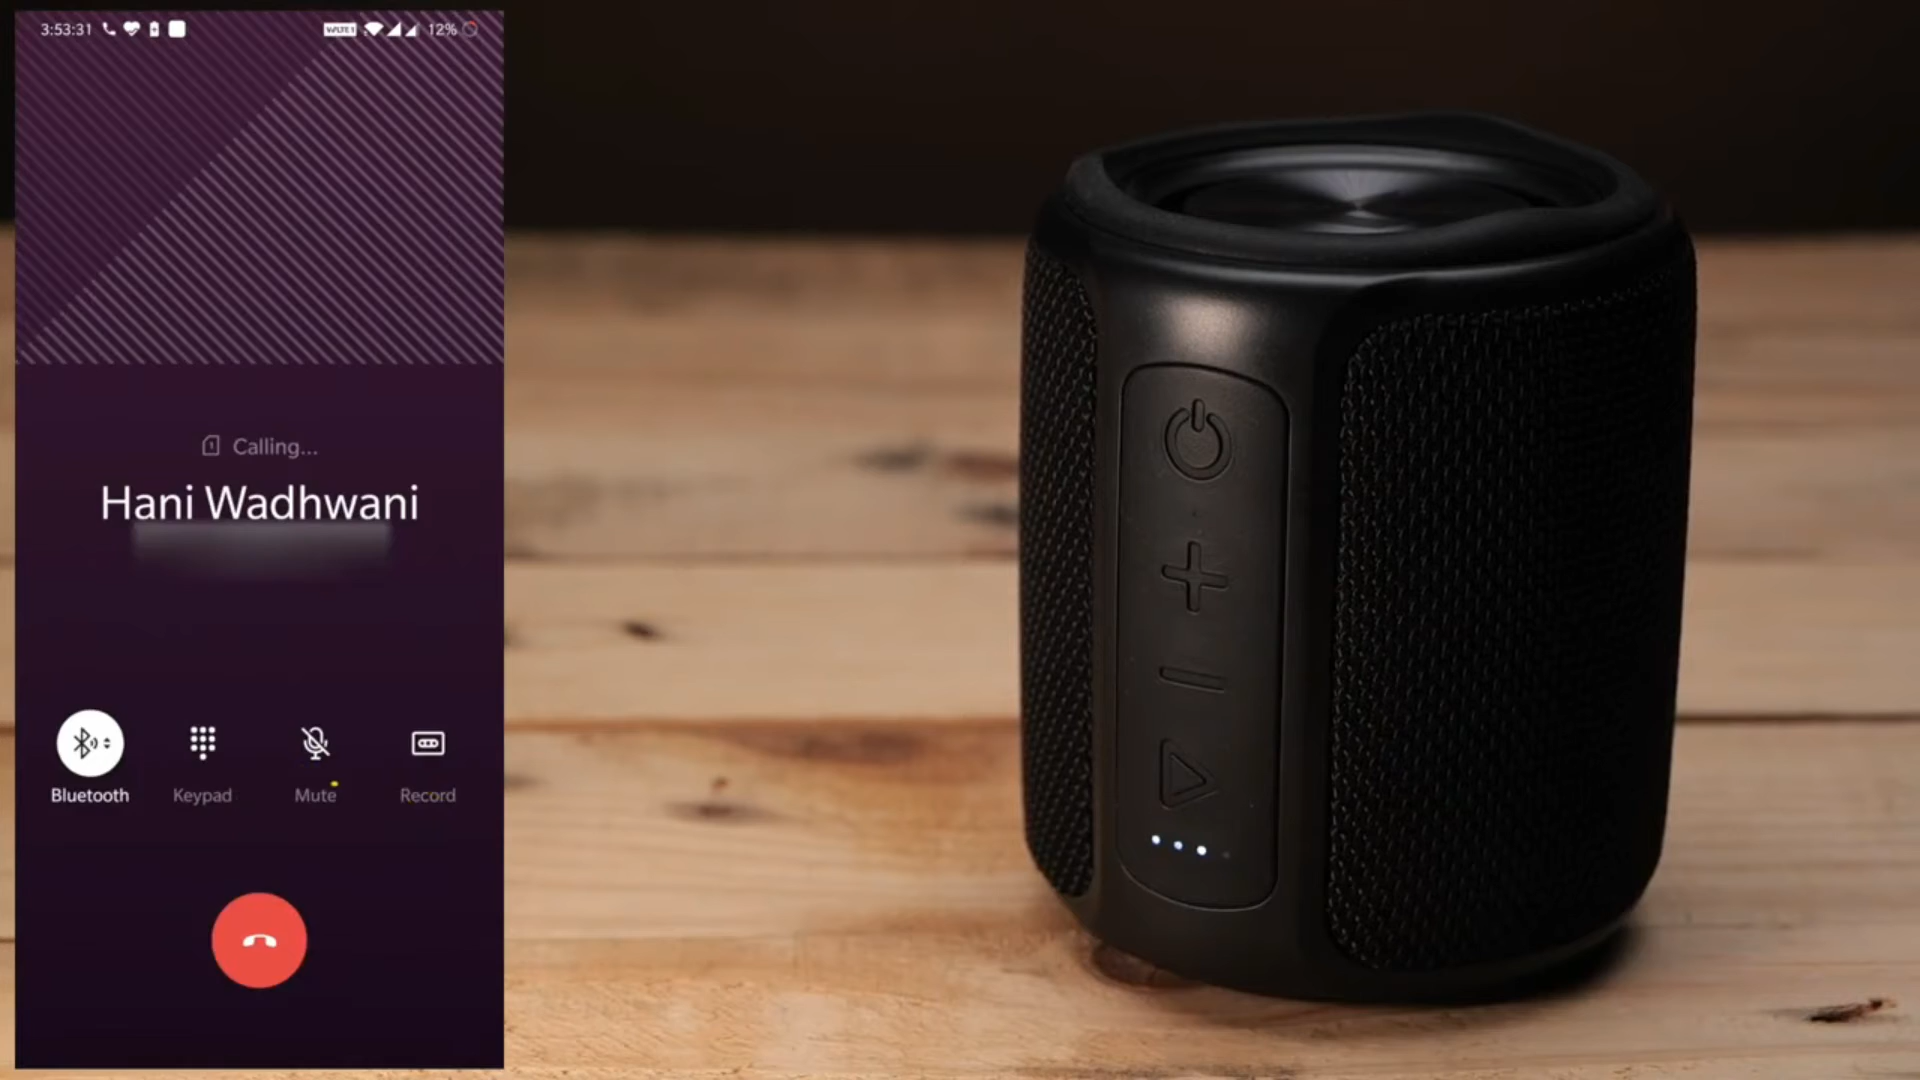 3:53:31
12%
Calling...
Hani Wadhwani
Bluetooth
Keypad
Mute
Record